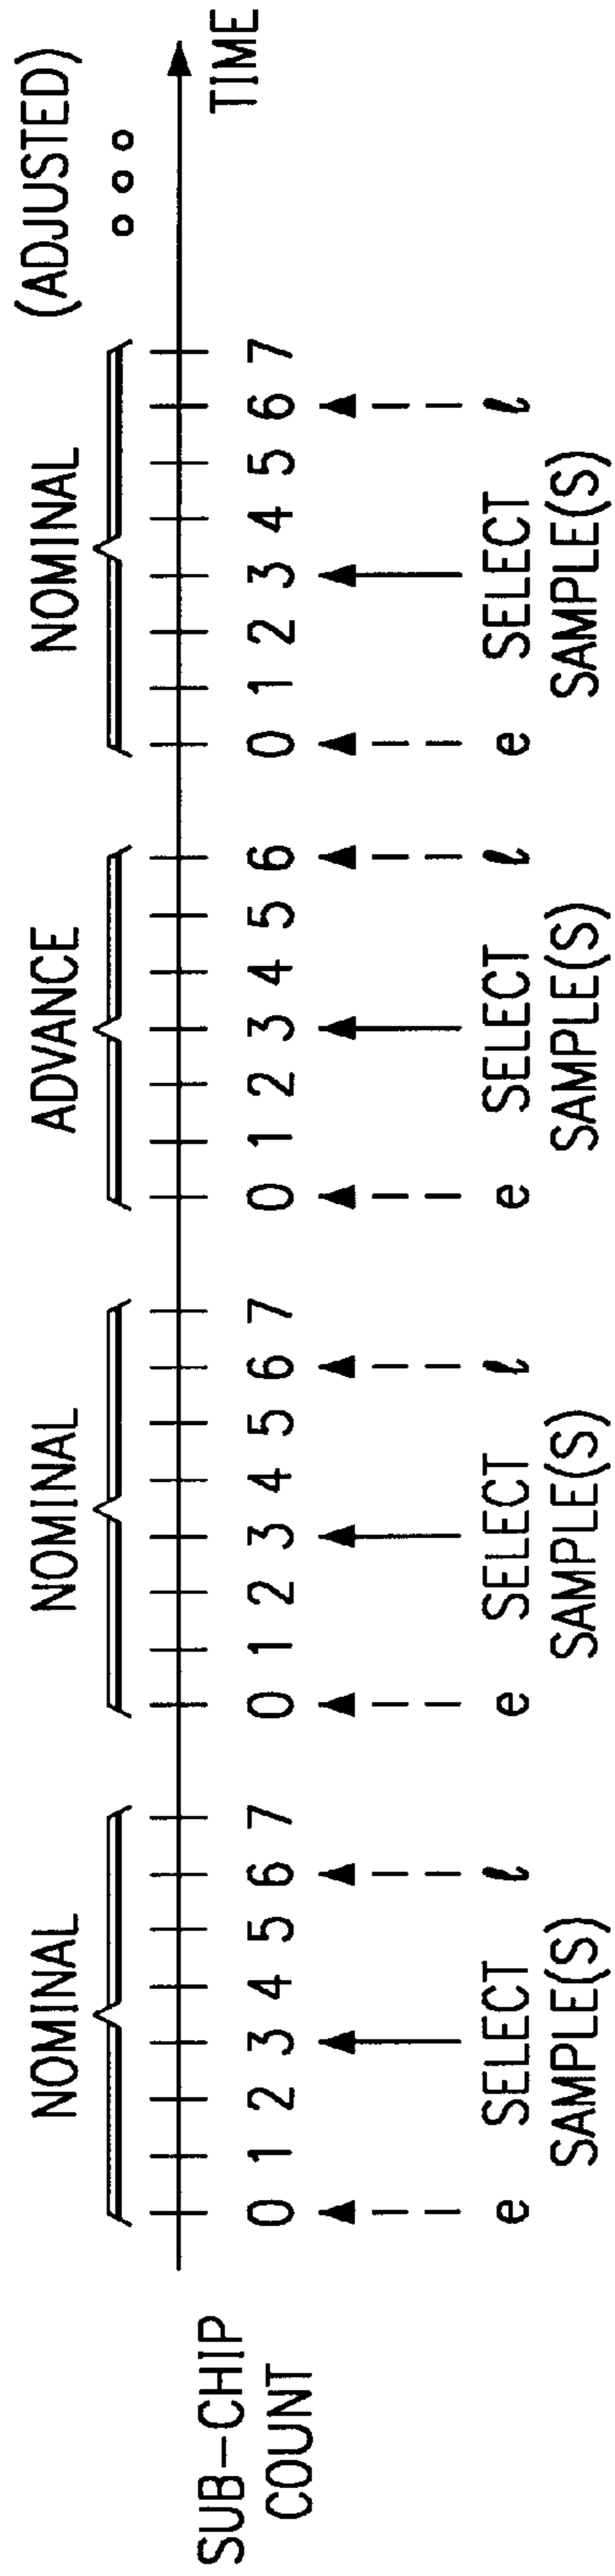 NOMINAL NOMINAL ADVANCE NOMINAL (ADJUSTED)
SUB-CHIP
COUNT
0 1 2 3 4 5 6 7 0 1 2 3 4 5 6 7 0 1 2 3 4 5 6 0 1 2 3 4 5 6 7
TIME
e SELECT ℓ e SELECT ℓ e SELECT ℓ e SELECT ℓ
SAMPLE(S) SAMPLE(S) SAMPLE(S) SAMPLE(S)